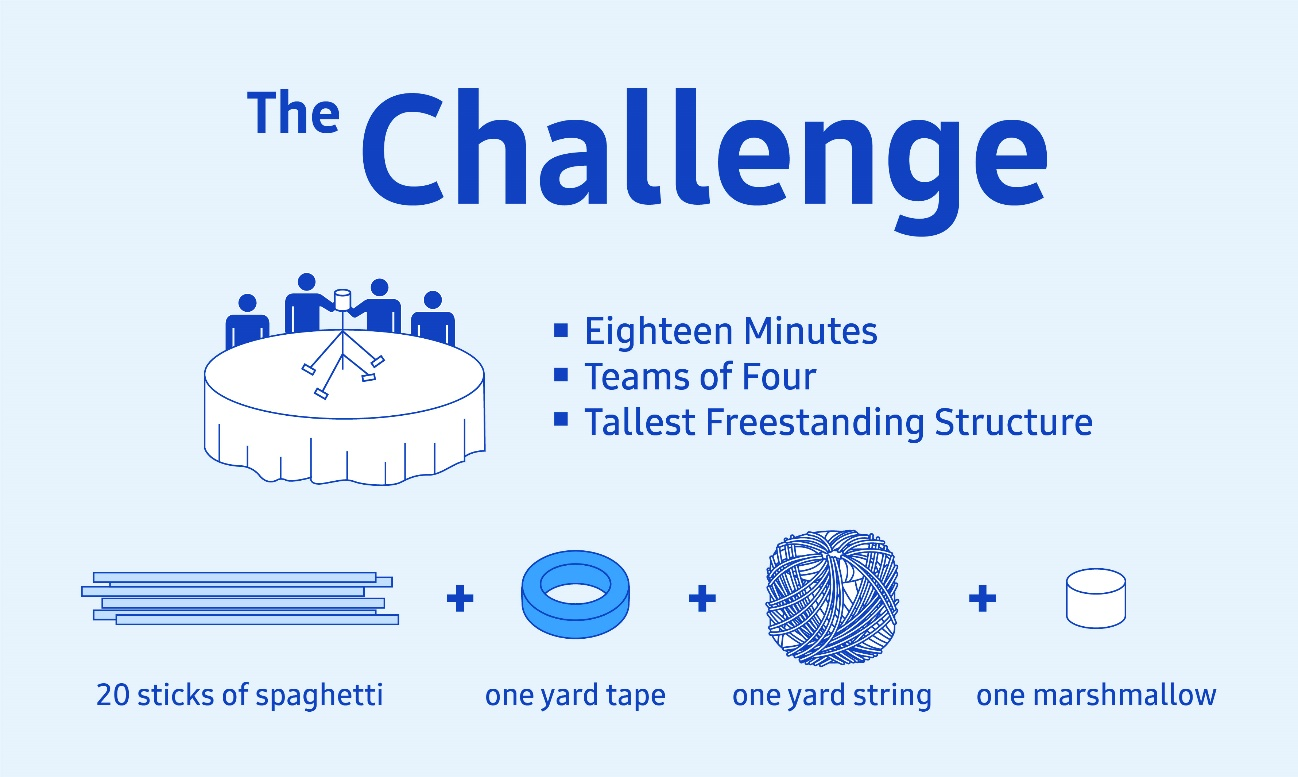 The Challenge
▪ Eighteen Minutes
▪ Teams of Four
▪ Tallest Freestanding Structure
+ + +
20 sticks of spaghetti one yard tape one yard string one marshmallow